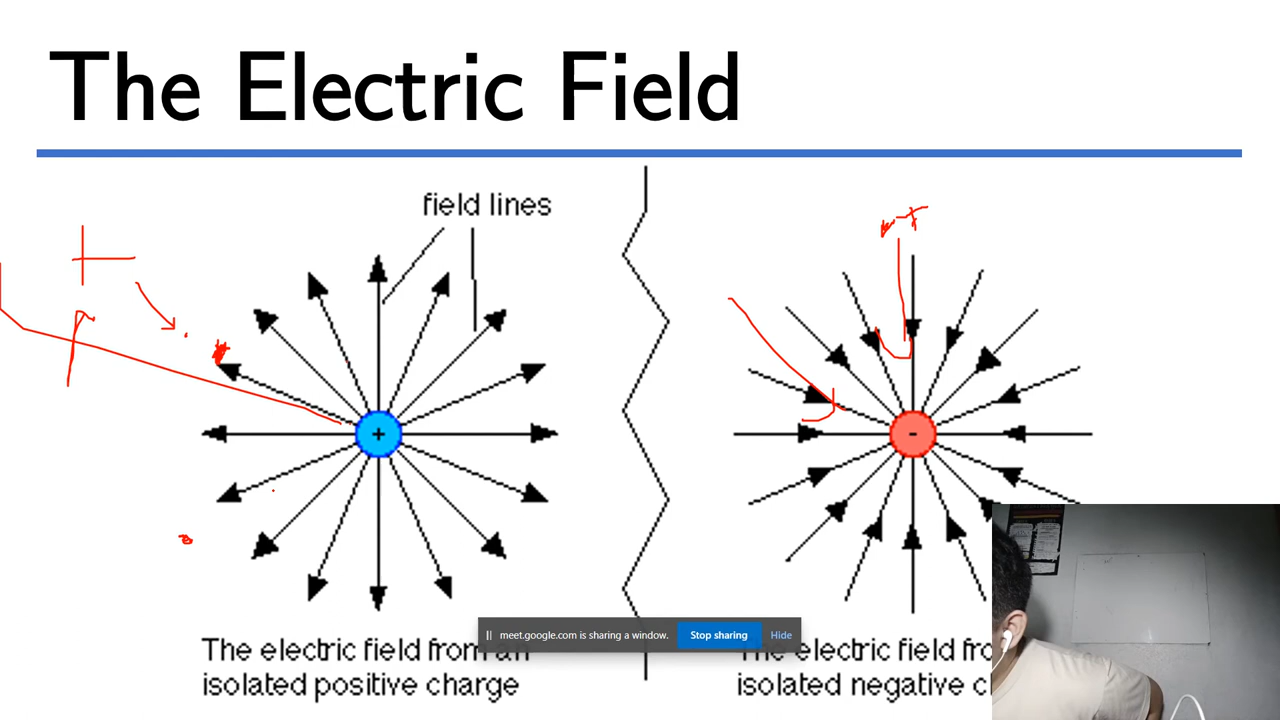 The Electric Field
field lines
+
-
meet.google.com is sharing a window.
Stop sharing
Hide
The electric field from an
isolated positive charge
The electric field
isolated negative